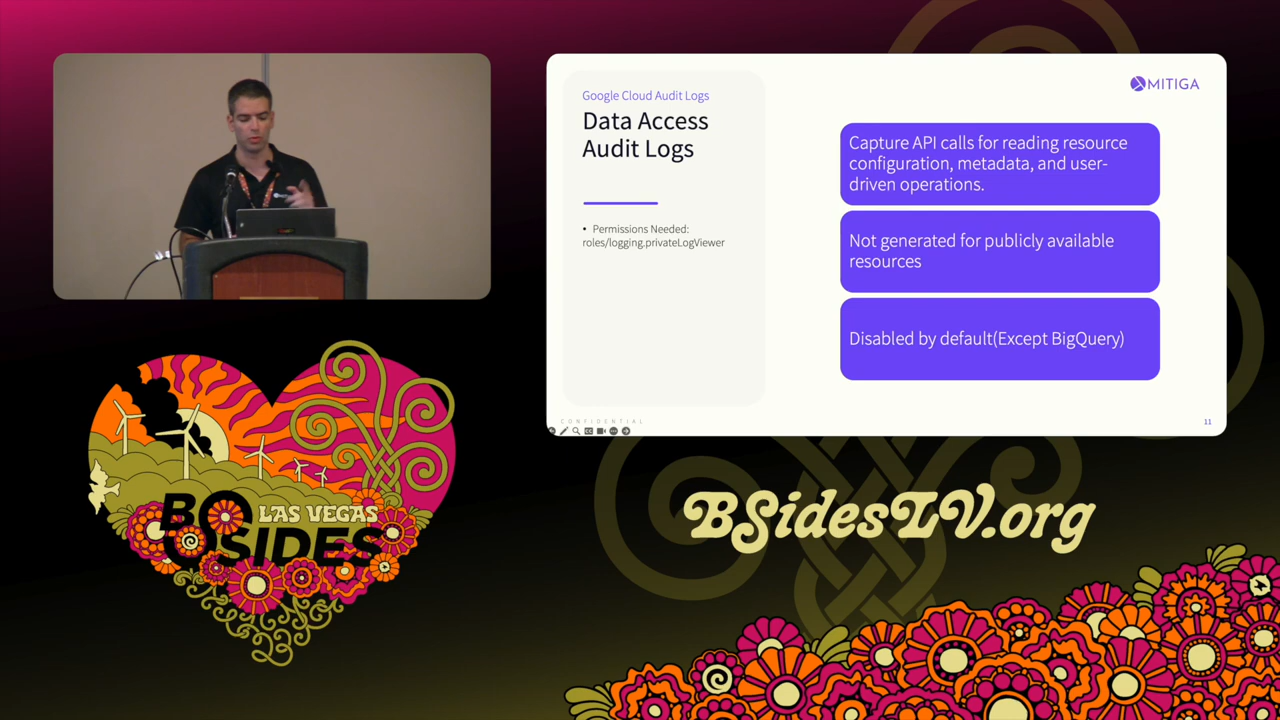 Google Cloud Audit Logs
Data Access
Audit Logs
• Permissions Needed:
roles/logging.privateLogViewer
MITIGA
Capture API calls for reading resource
configuration, metadata, and user-
driven operations.
Not generated for publicly available
resources
Disabled by default(Except BigQuery)
CONFIDENTIAL
11
BSIDES
LAS VEGAS
BSidesLV.org